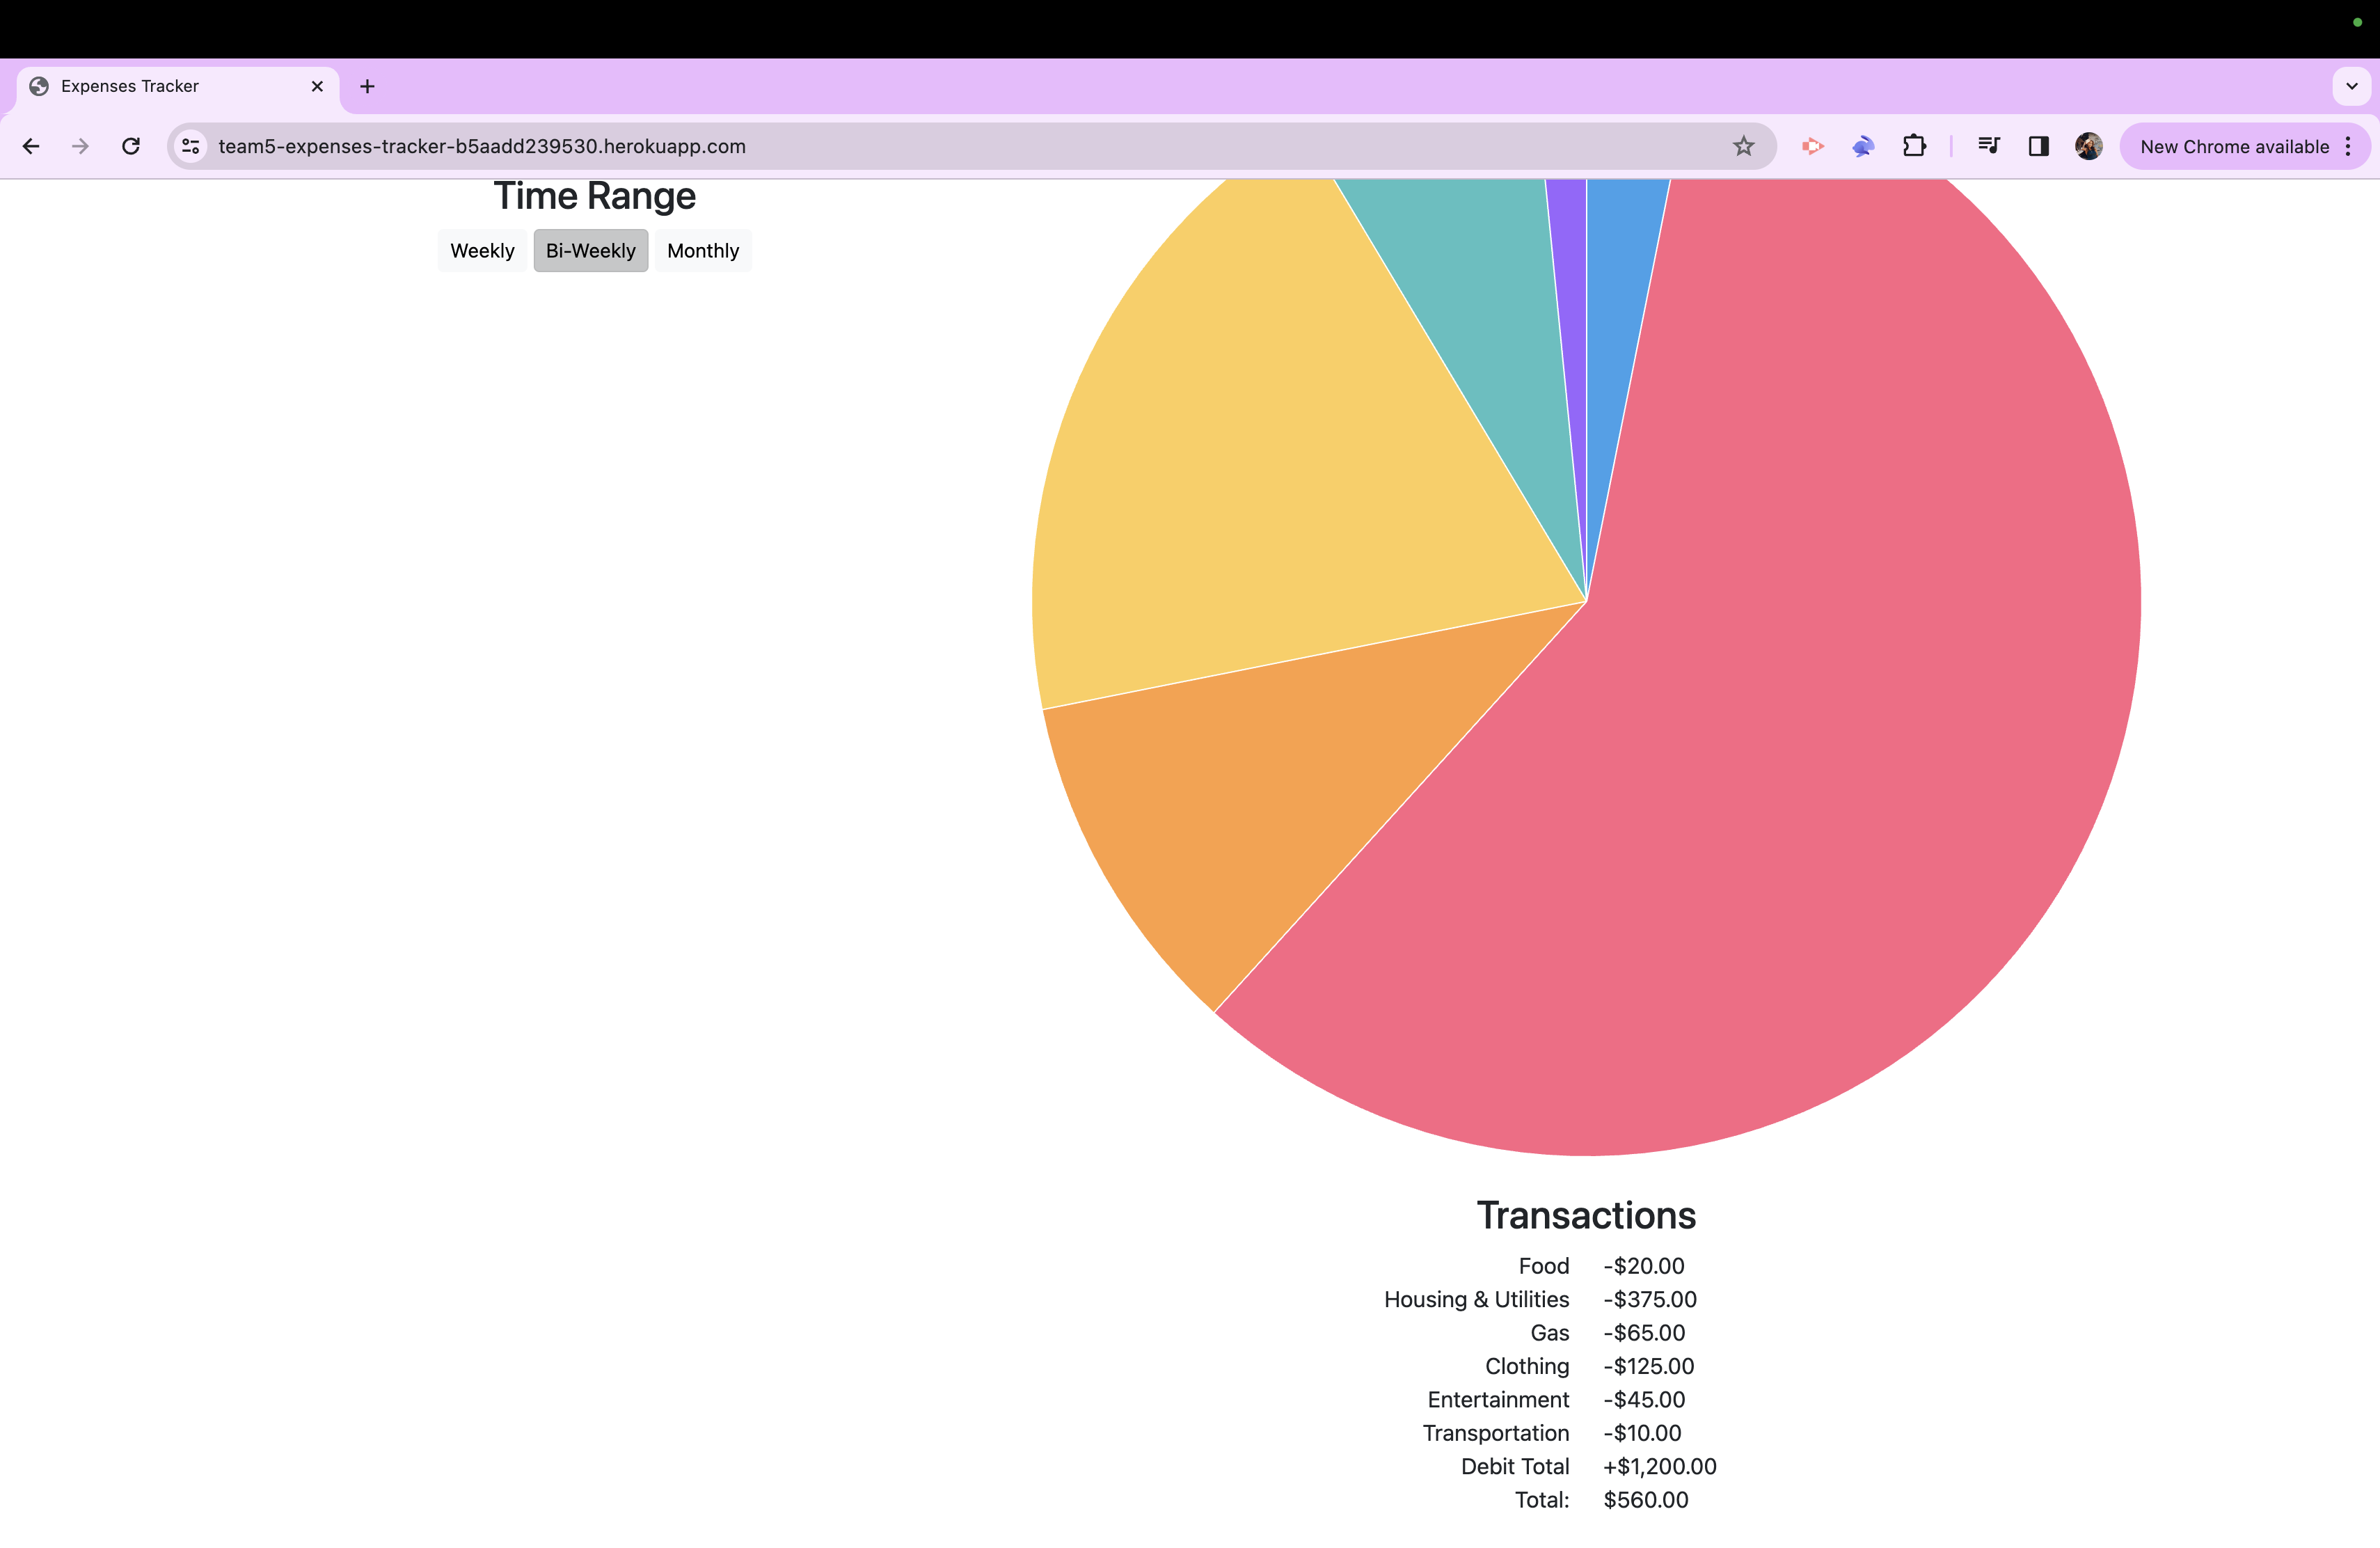 Expenses Tracker
team5-expenses-tracker-b5aadd239530.herokuapp.com
New Chrome available
Time Range
Weekly Bi-Weekly Monthly
Transactions
Food -$20.00
Housing & Utilities -$375.00
Gas -$65.00
Clothing -$125.00
Entertainment -$45.00
Transportation -$10.00
Debit Total +$1,200.00
Total: $560.00